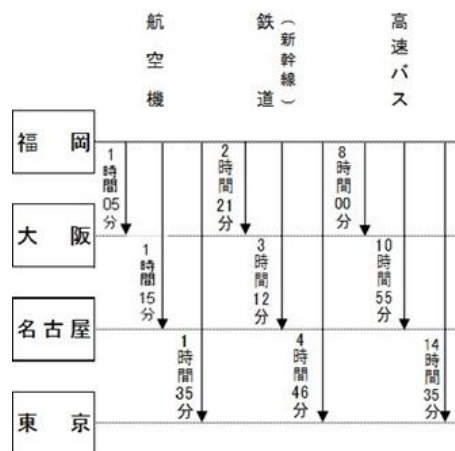 航空機
鉄道
(新幹線)
高速バス
福岡
1時間05分
2時間21分
8時間00分
大阪
1時間15分
3時間12分
10時間55分
名古屋
1時間35分
4時間46分
14時間35分
東京